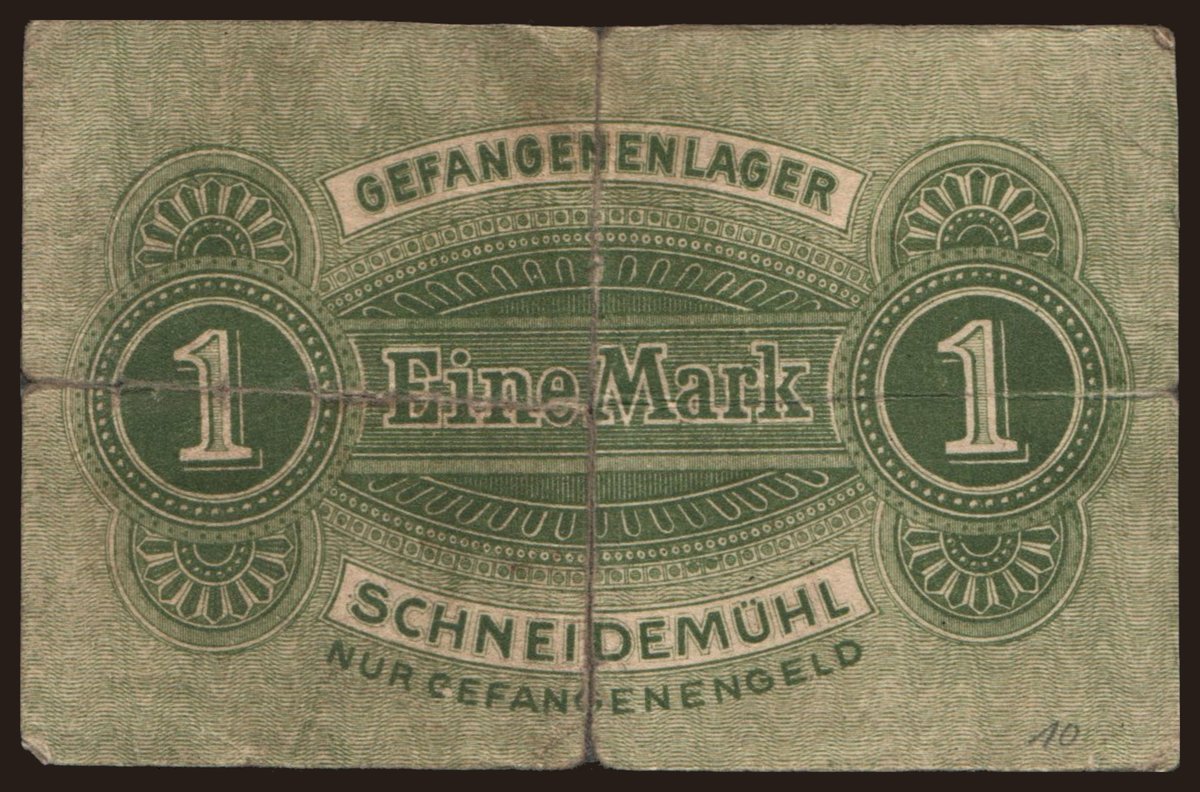 GEFANGENENLAGER
1 Eine Mark 1
SCHNEIDEMÜHL
NUR GEFANGENENGELD
10